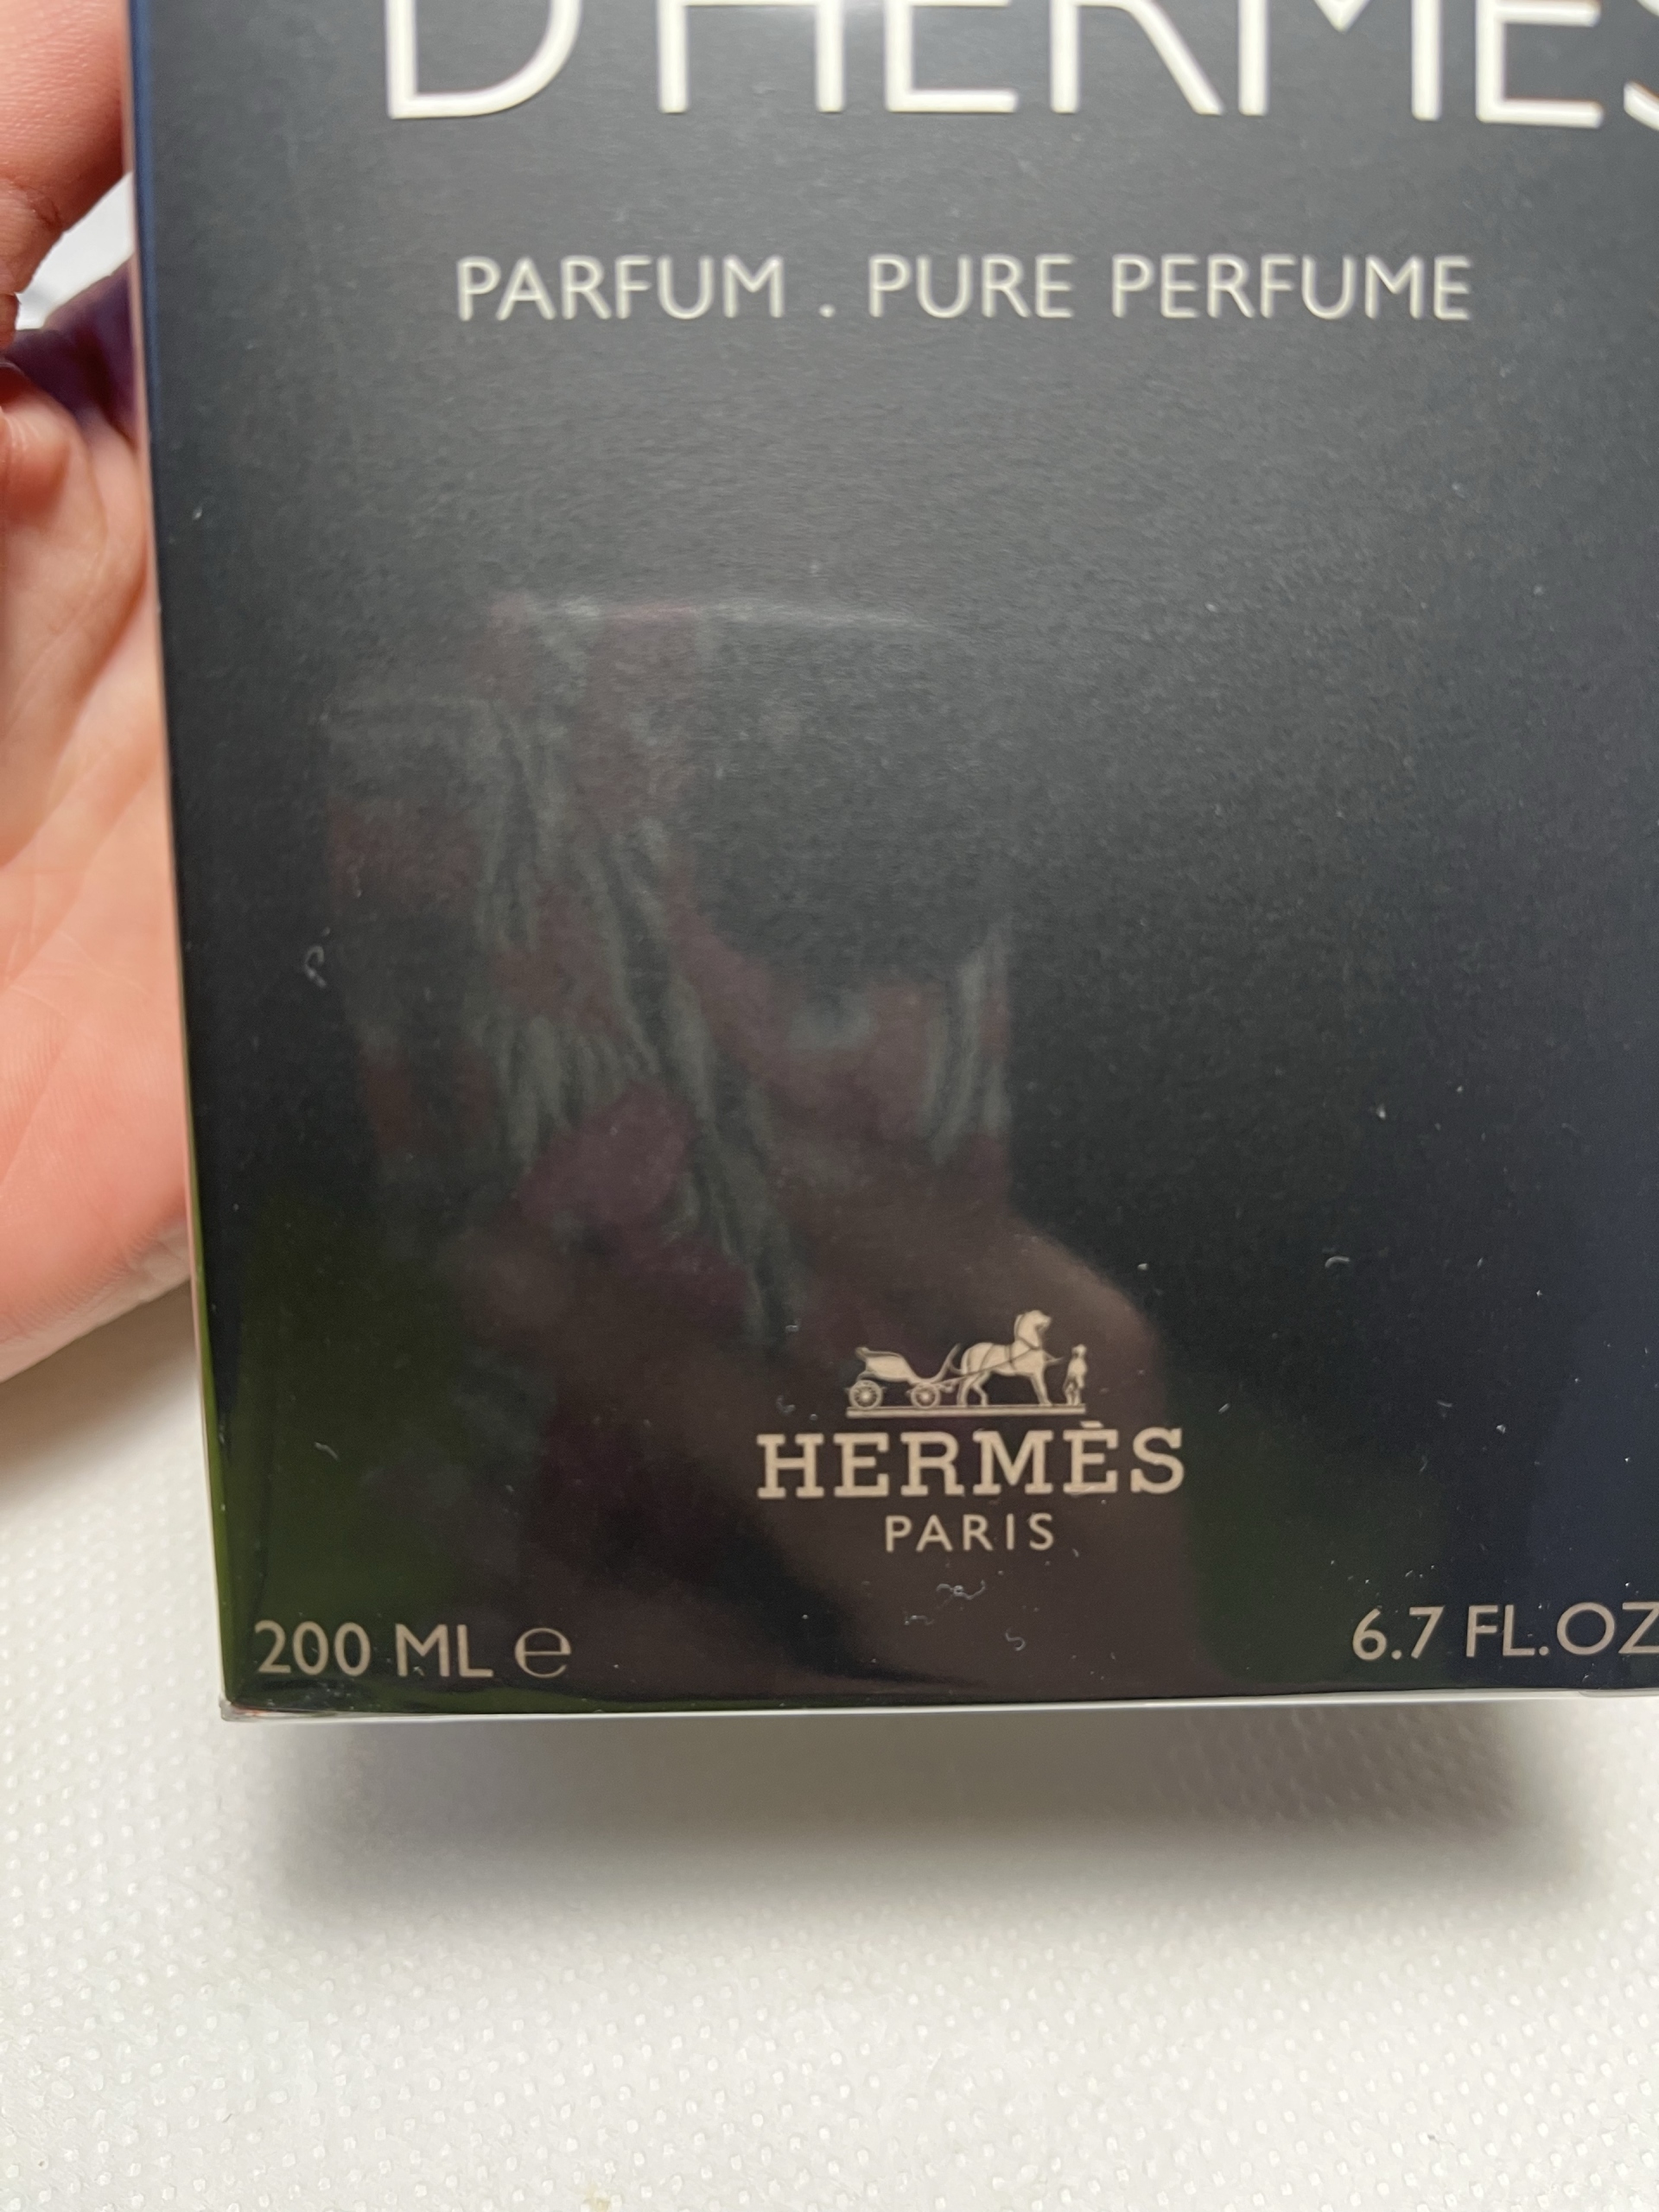 D'HERMÈS
PARFUM . PURE PERFUME
HERMÈS
PARIS
200 ML ℮
6.7 FL.OZ